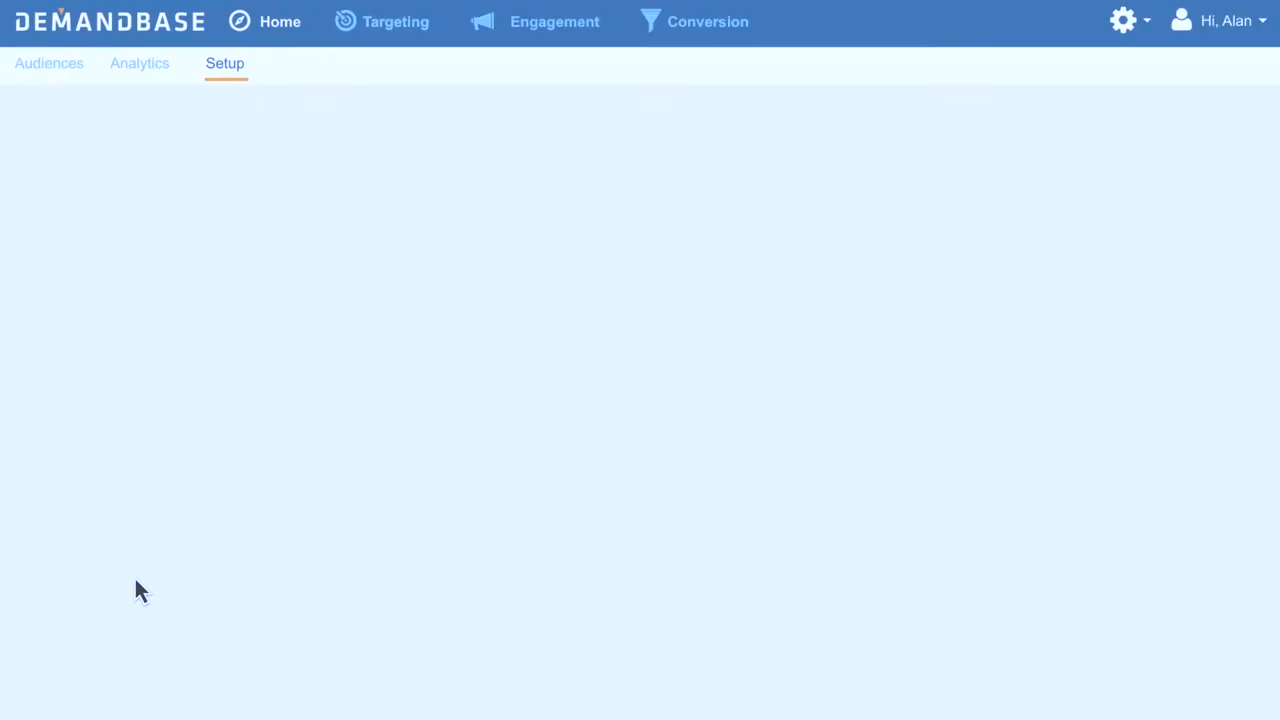 DEMANDBASE Home Targeting Engagement Conversion Hi, Alan
Audiences Analytics Setup